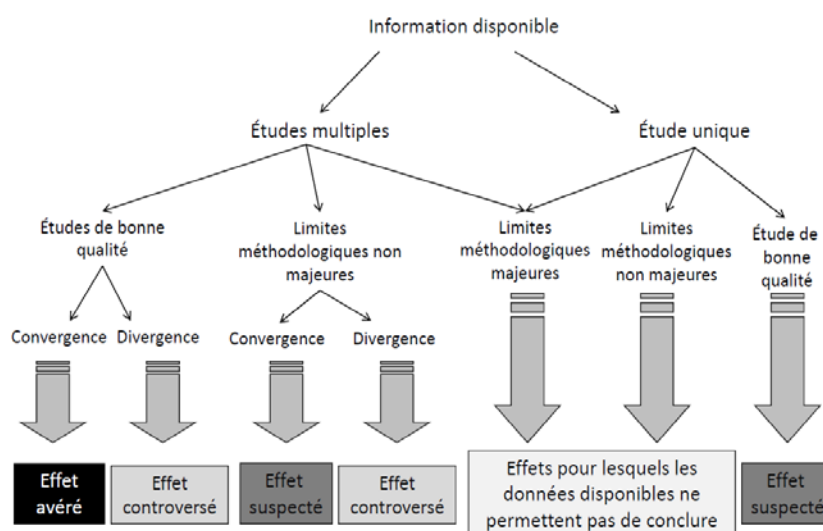 Information disponible
Études multiples
Étude unique
Études de bonne
qualité
Limites
méthodologiques non
majeures
Limites
méthodologiques
majeures
Limites
méthodologiques
non majeures
Étude de
bonne
qualité
Convergence
Divergence
Convergence
Divergence
Effet
avéré
Effet
controversé
Effet
suspecté
Effet
controversé
Effets pour lesquels les
données disponibles ne
permettent pas de conclure
Effet
suspecté